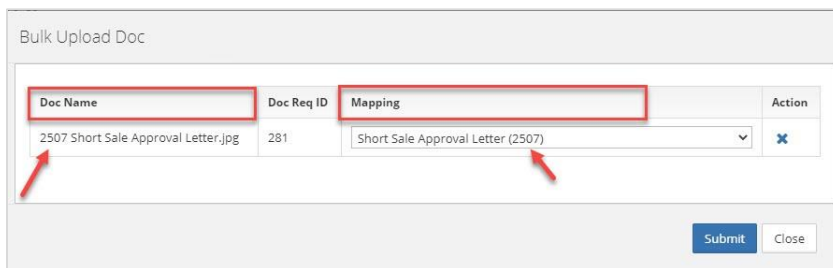 Bulk Upload Doc
Doc Name Doc Req ID Mapping Action
2507 Short Sale Approval Letter.jpg 281 Short Sale Approval Letter (2507)
Submit Close